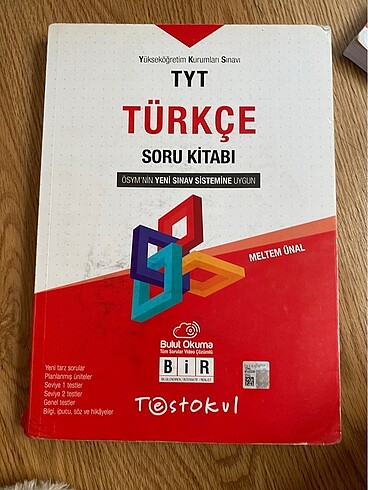 Yükseköğretim Kurumları Sınavı
TYT
TÜRKÇE
SORU KİTABI
ÖSYM'NİN YENİ SINAV SİSTEMİNE UYGUN
MELTEM ÜNAL
Bulut Okuma
Tüm Sorular Video Çözümlü
BİR
Yeni tarz sorular
Planlanmış üniteler
Seviye 1 testler
Seviye 2 testler
Genel testler
Bilgi, ipucu, söz ve hikâyeler
Testokul